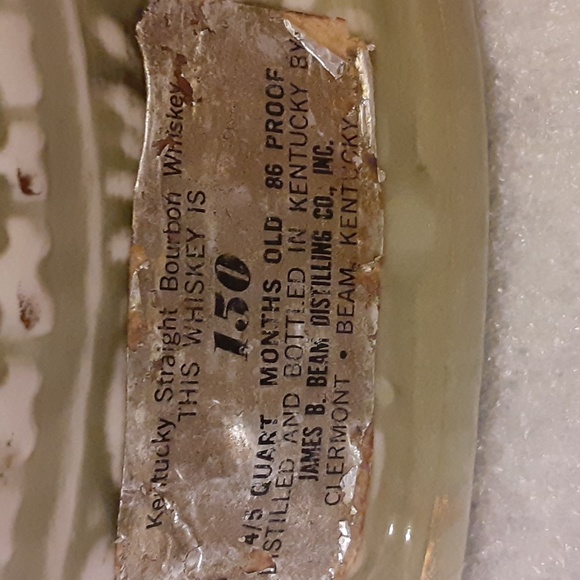 Kentucky Straight Bourbon Whiskey
THIS WHISKEY IS
150
4/5 QUART MONTHS OLD 86 PROOF
DISTILLED AND BOTTLED IN KENTUCKY BY
JAMES B. BEAM DISTILLING CO., INC.
CLERMONT • BEAM, KENTUCKY